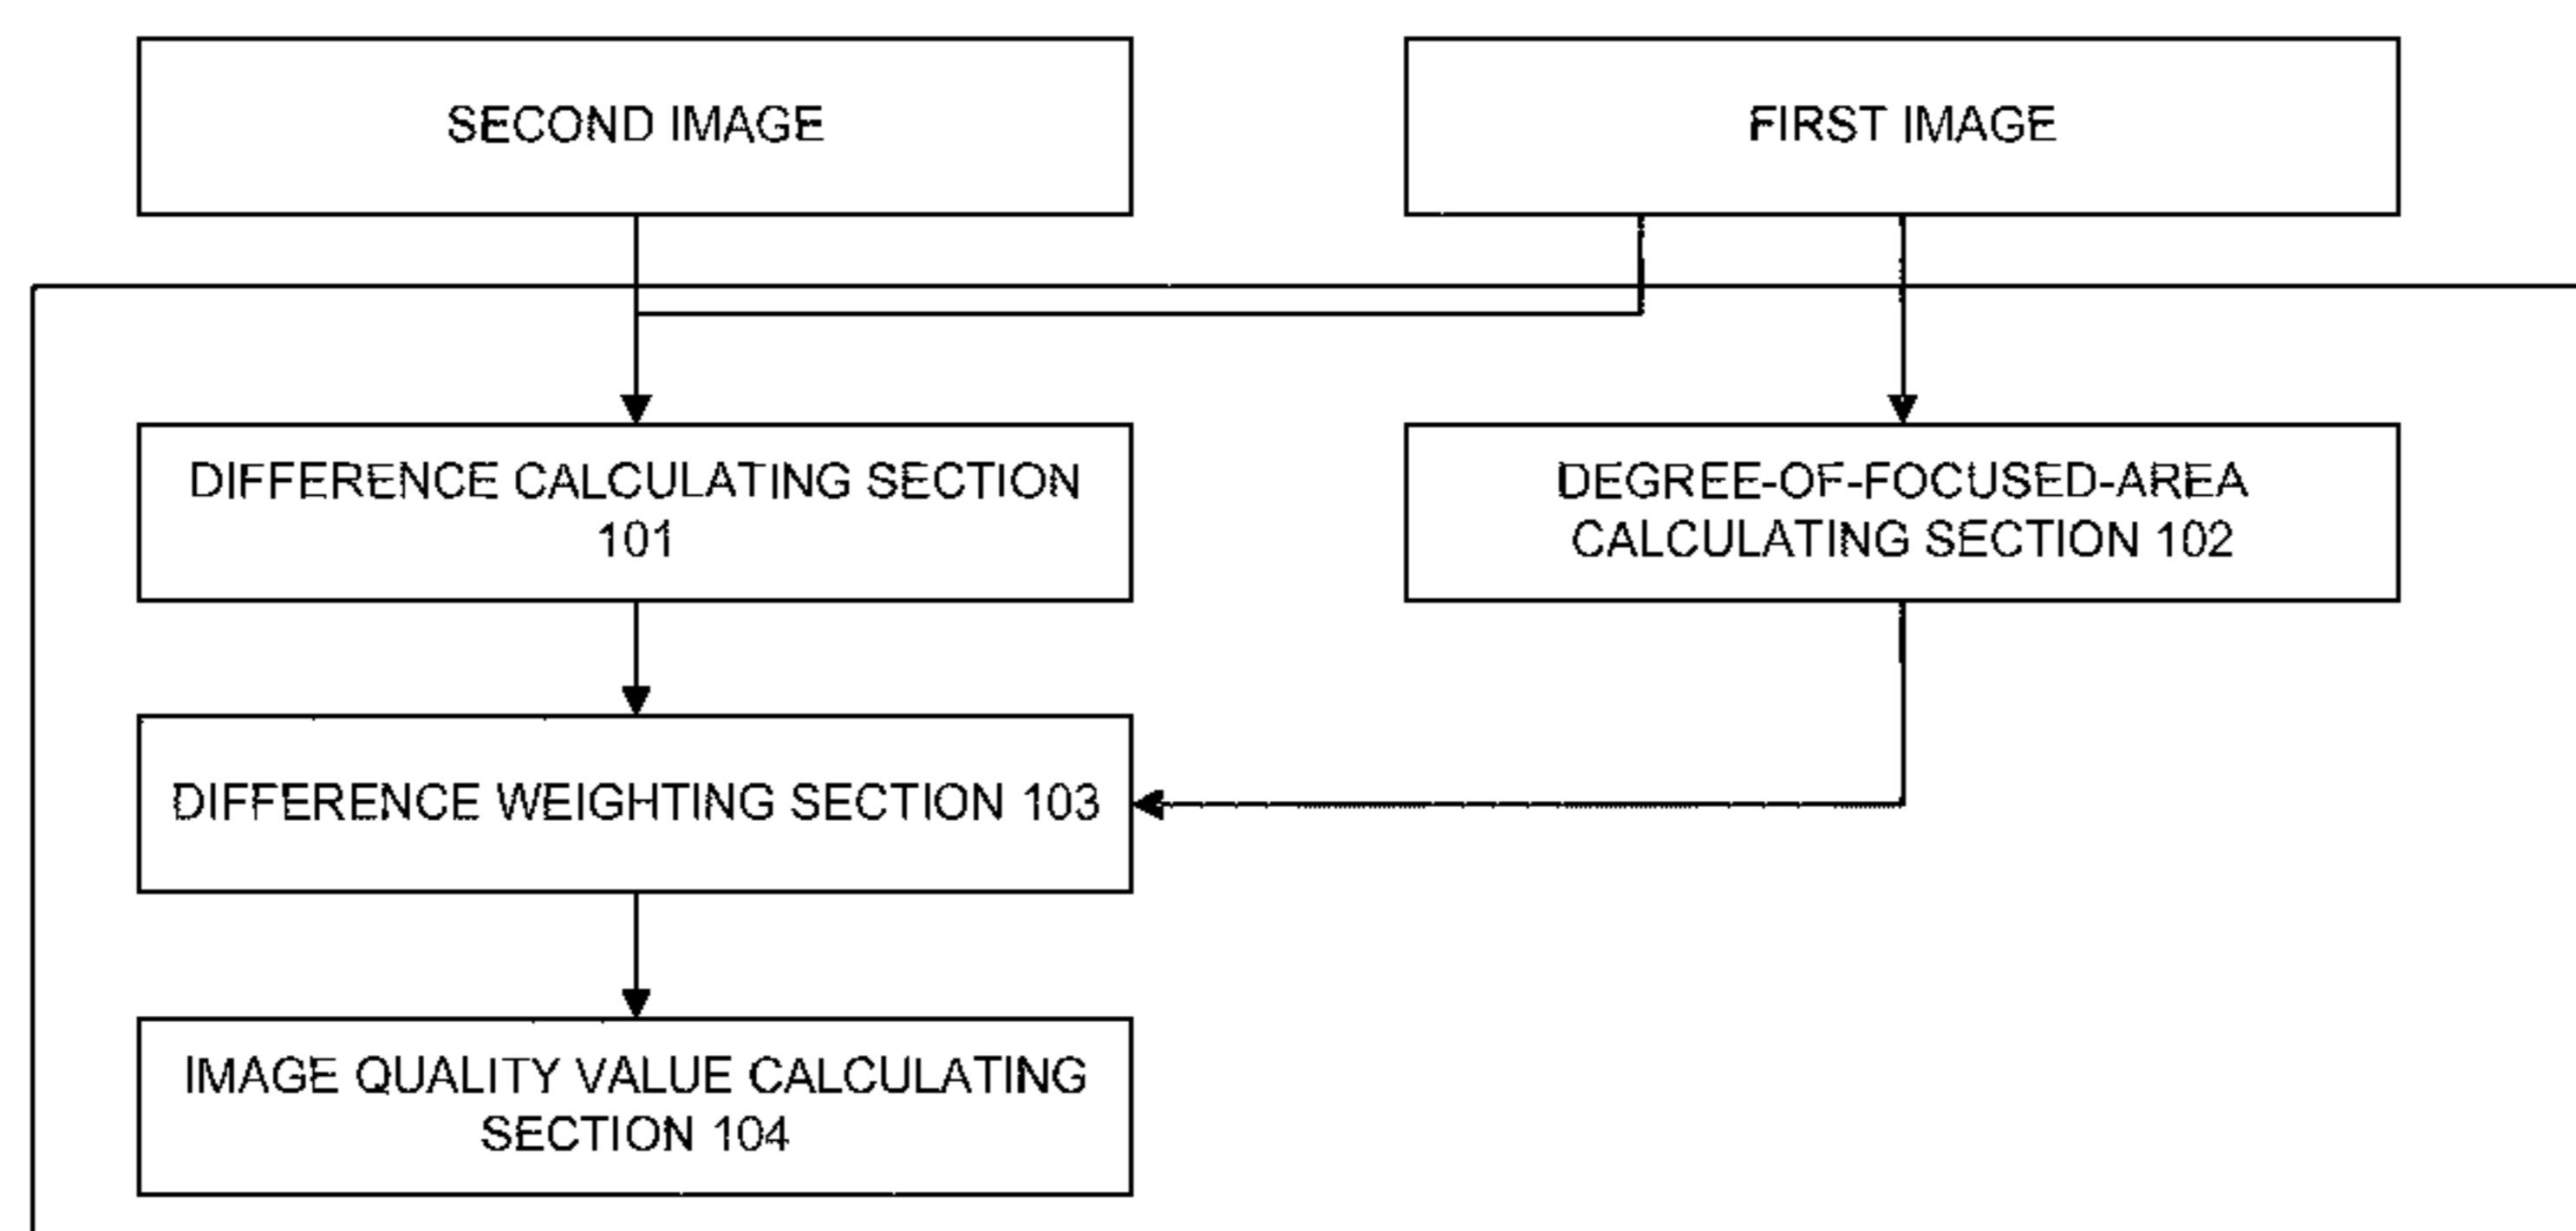 SECOND IMAGE
FIRST IMAGE
DIFFERENCE CALCULATING SECTION
101
DEGREE-OF-FOCUSED-AREA
CALCULATING SECTION 102
DIFFERENCE WEIGHTING SECTION 103
IMAGE QUALITY VALUE CALCULATING
SECTION 104